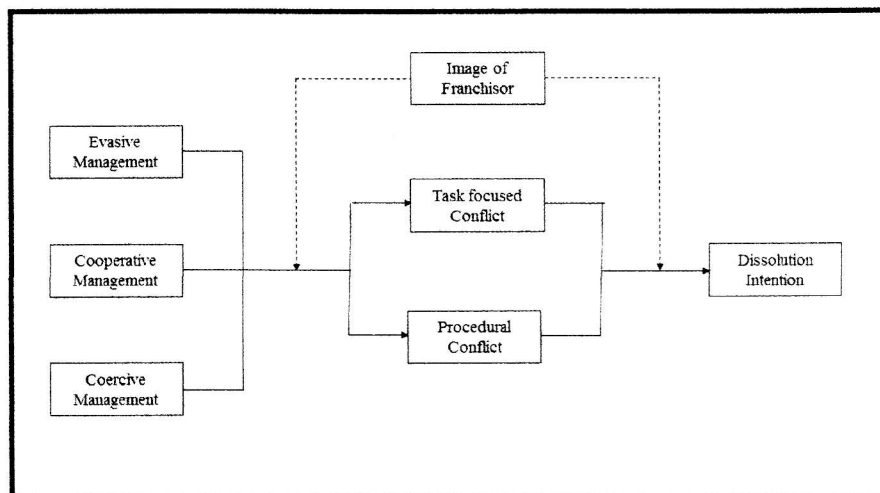 Image of
Franchisor
Evasive
Management
Task focused
Conflict
Cooperative
Management
Dissolution
Intention
Procedural
Conflict
Coercive
Management